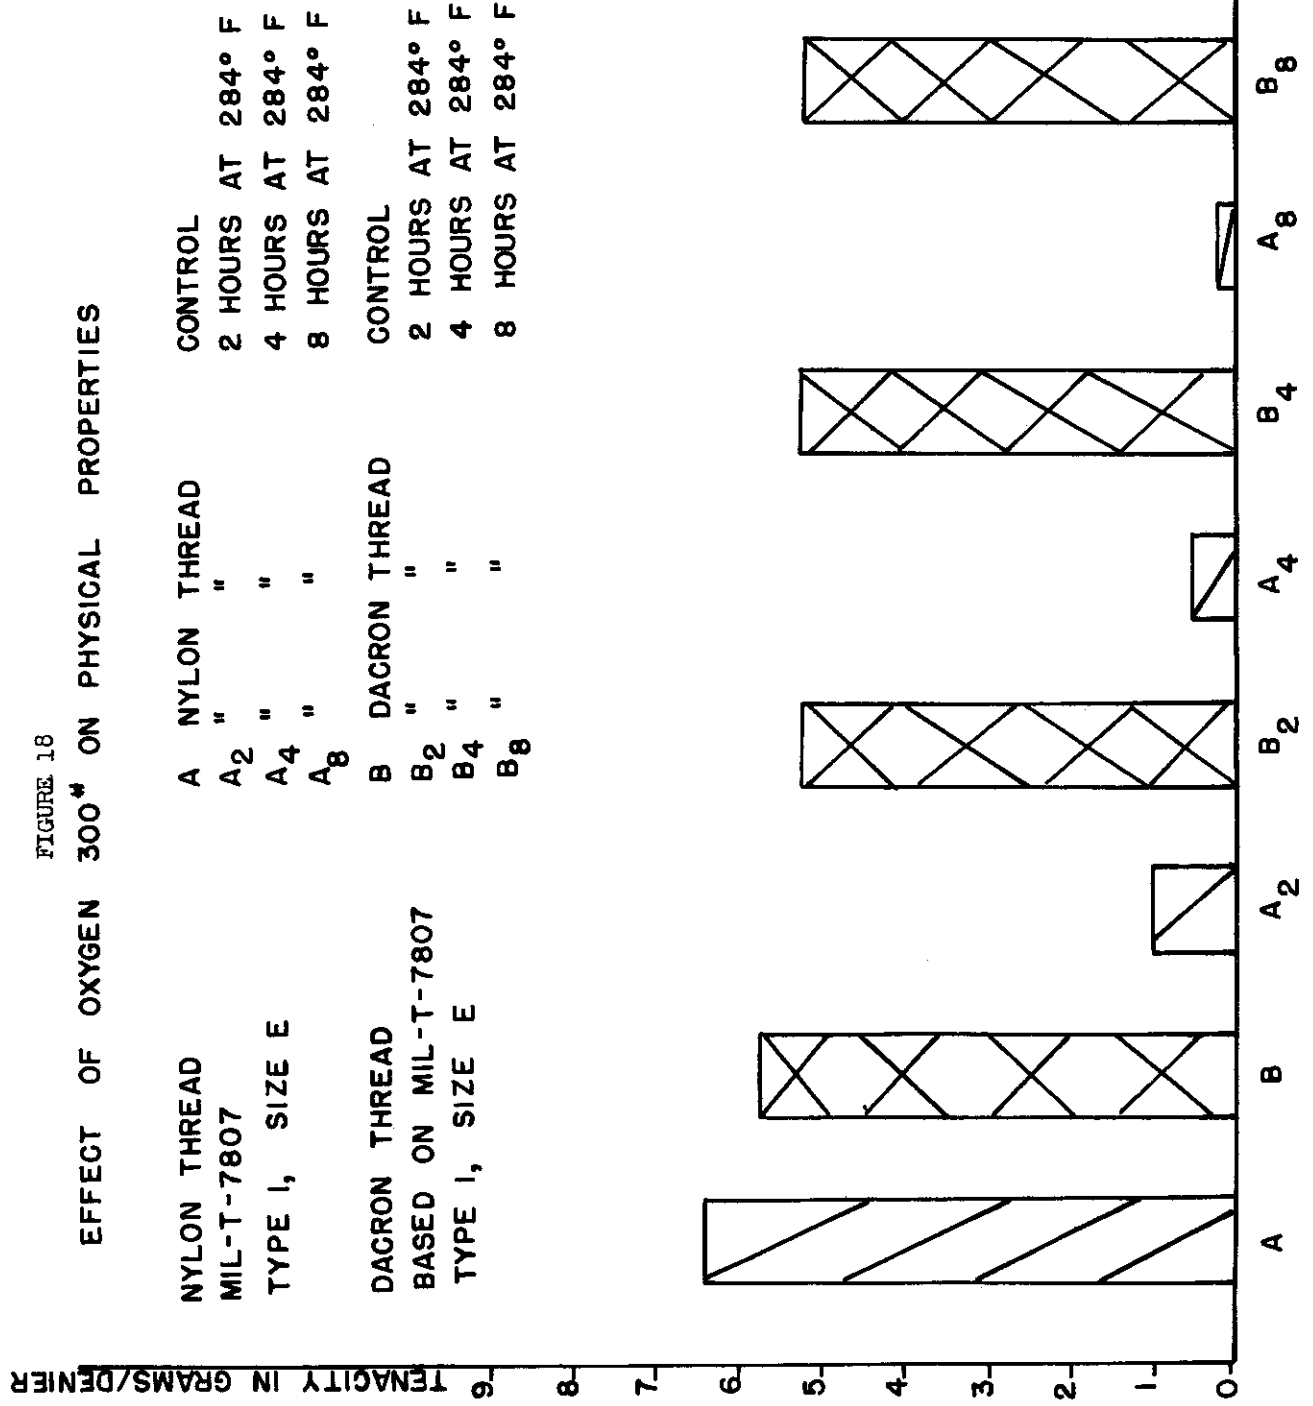 FIGURE 18
EFFECT OF OXYGEN 300# ON PHYSICAL PROPERTIES
NYLON THREAD
MIL-T-7807
TYPE I, SIZE E
DACRON THREAD
BASED ON MIL-T-7807
TYPE I, SIZE E
A NYLON THREAD CONTROL
A2 " " 2 HOURS AT 284° F
A4 " " 4 HOURS AT 284° F
A8 " " 8 HOURS AT 284° F
B DACRON THREAD CONTROL
B2 " " 2 HOURS AT 284° F
B4 " " 4 HOURS AT 284° F
B8 " " 8 HOURS AT 284° F
TENACITY IN GRAMS/DENIER
9
8
7
6
5
4
3
2
1
0
A B A2 B2 A4 B4 A8 B8